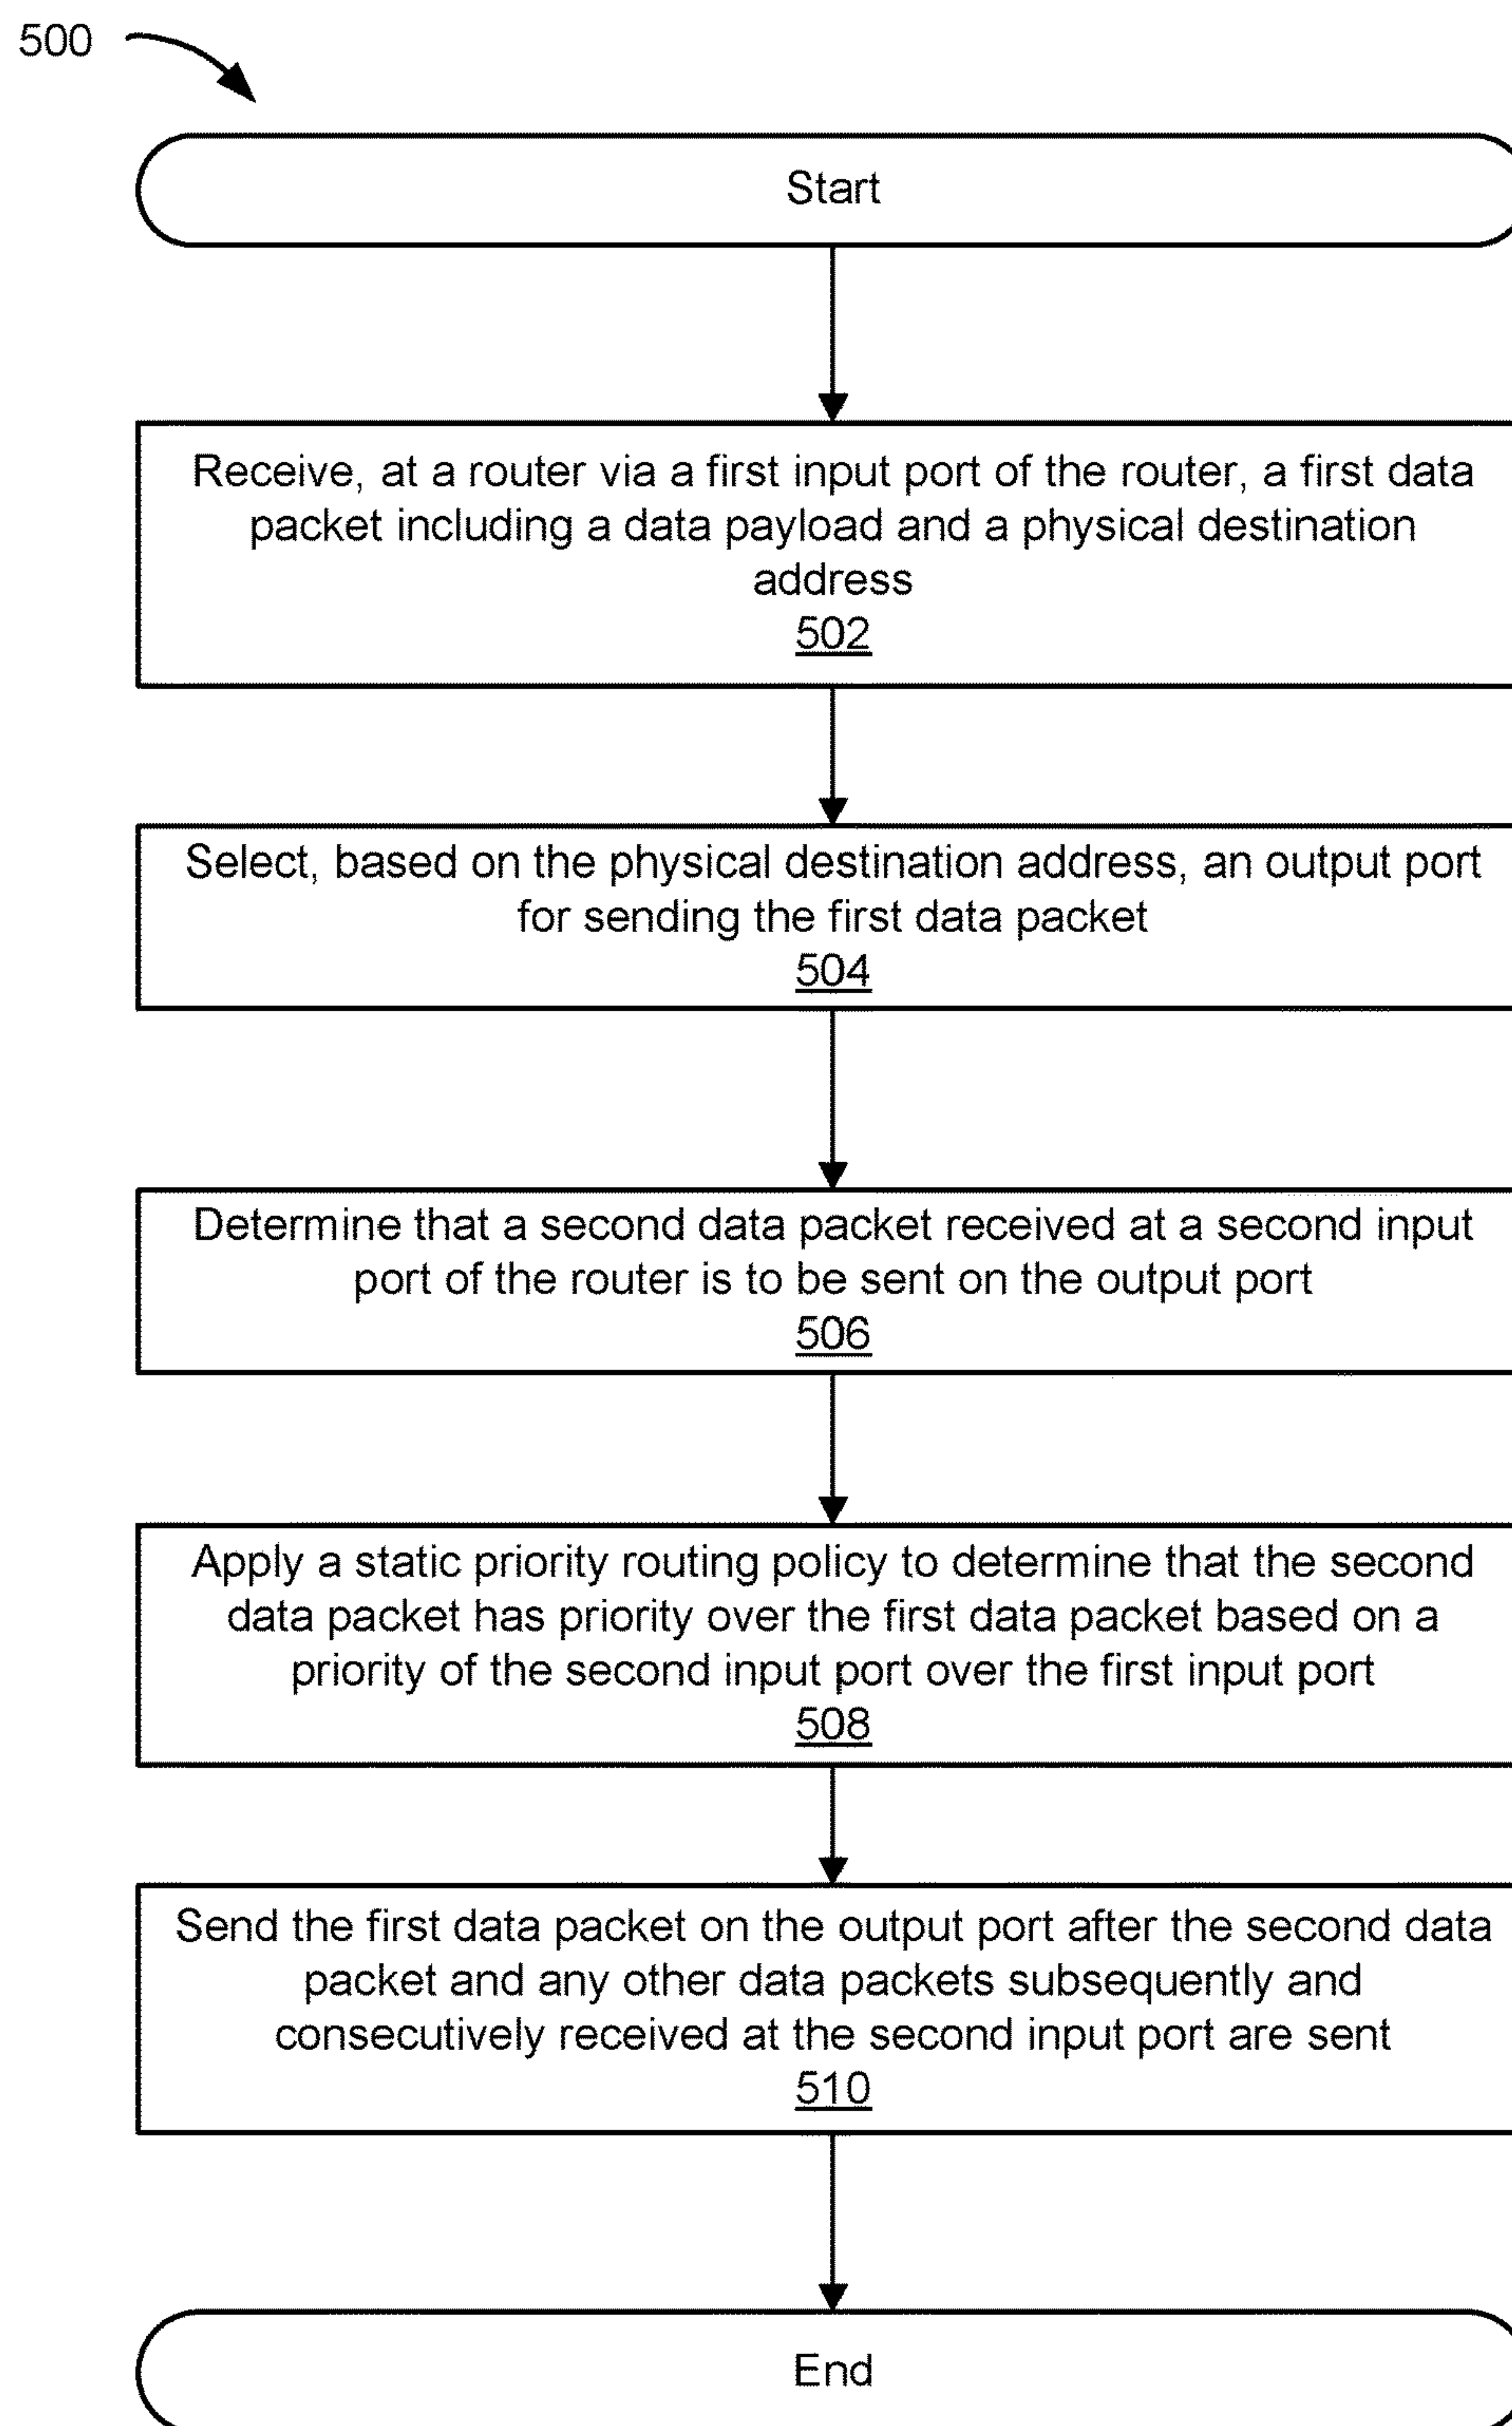 500
Start
Receive, at a router via a first input port of the router, a first data
packet including a data payload and a physical destination
address
502
Select, based on the physical destination address, an output port
for sending the first data packet
504
Determine that a second data packet received at a second input
port of the router is to be sent on the output port
506
Apply a static priority routing policy to determine that the second
data packet has priority over the first data packet based on a
priority of the second input port over the first input port
508
Send the first data packet on the output port after the second data
packet and any other data packets subsequently and
consecutively received at the second input port are sent
510
End